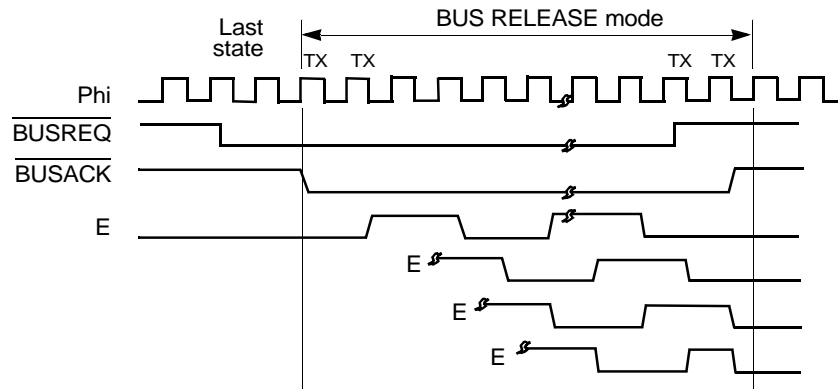 Last
state
BUS RELEASE mode
TX TX TX TX
Phi
BUSREQ
BUSACK
E
E
E
E